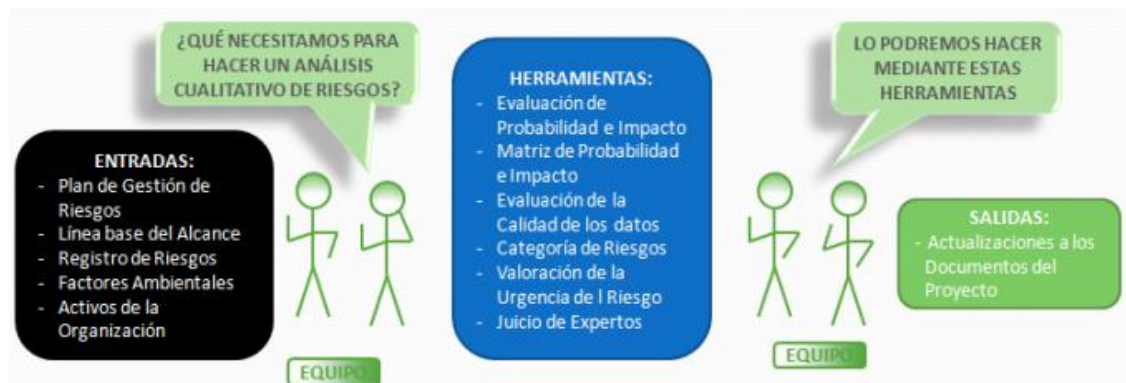 ¿QUÉ NECESITAMOS PARA
HACER UN ANÁLISIS
CUALITATIVO DE RIESGOS?
ENTRADAS:
- Plan de Gestión de
Riesgos
- Línea base del Alcance
- Registro de Riesgos
- Factores Ambientales
- Activos de la
Organización
EQUIPO
HERRAMIENTAS:
- Evaluación de
Probabilidad e Impacto
- Matriz de Probabilidad
e Impacto
- Evaluación de la
Calidad de los datos
- Categoría de Riesgos
- Valoración de la
Urgencia de l Riesgo
- Juicio de Expertos
LO PODREMOS HACER
MEDIANTE ESTAS
HERRAMIENTAS
EQUIPO
SALIDAS:
- Actualizaciones a los
Documentos del
Proyecto